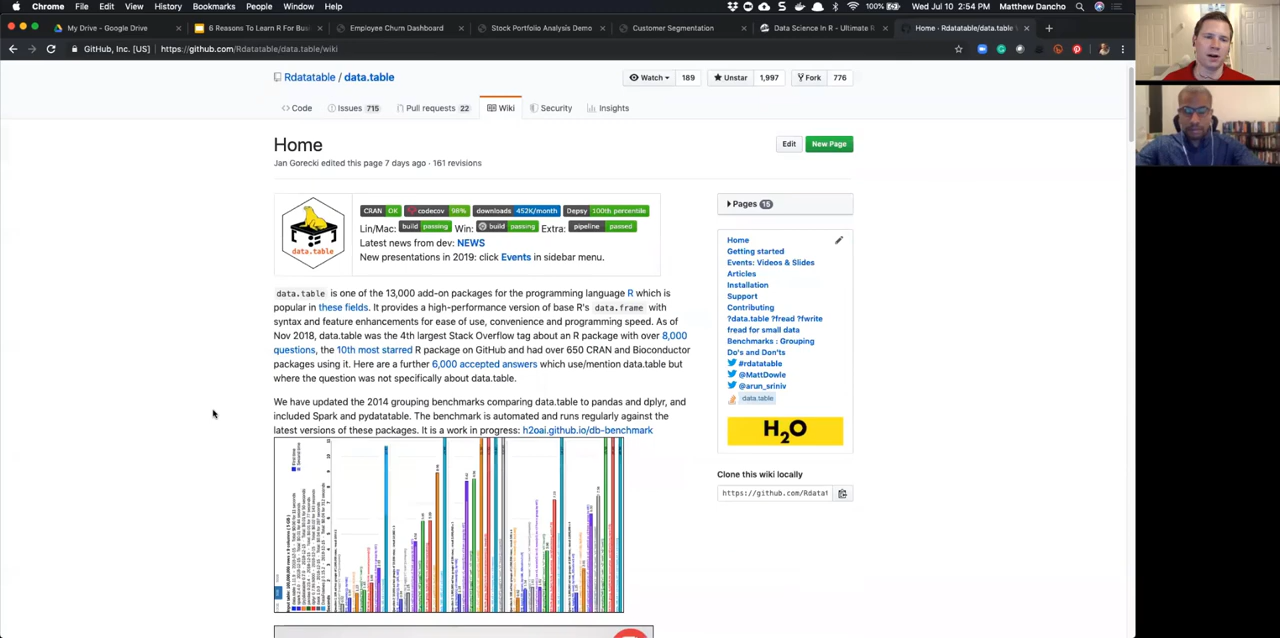 Chrome File Edit View History Bookmarks People Window Help
100% Wed Jul 10 2:54 PM Matthew Dancho
My Drive - Google Drive
6 Reasons To Learn R For Bus
Employee Churn Dashboard
Stock Portfolio Analysis Demo
Customer Segmentation
Data Science In R - Ultimate R
Home · Rdatatable/data.table
GitHub, Inc. [US] https://github.com/Rdatatable/data.table/wiki
Rdatatable / data.table
Watch 189 Unstar 1,997 Fork 776
Code Issues 715 Pull requests 22 Wiki Security Insights
Home
Edit New Page
Jan Gorecki edited this page 7 days ago · 161 revisions
data.table
CRAN OK codecov 98% downloads 452K/month Depsy 100th percentile
Lin/Mac: build passing Win: build passing Extra: pipeline passed
Latest news from dev: NEWS
New presentations in 2019: click Events in sidebar menu.
data.table is one of the 13,000 add-on packages for the programming language R which is
popular in these fields. It provides a high-performance version of base R's data.frame with
syntax and feature enhancements for ease of use, convenience and programming speed. As of
Nov 2018, data.table was the 4th largest Stack Overflow tag about an R package with over 8,000
questions, the 10th most starred R package on GitHub and had over 650 CRAN and Bioconductor
packages using it. Here are a further 6,000 accepted answers which use/mention data.table but
where the question was not specifically about data.table.
We have updated the 2014 grouping benchmarks comparing data.table to pandas and dplyr, and
included Spark and pydatatable. The benchmark is automated and runs regularly against the
latest versions of these packages. It is a work in progress: h2oai.github.io/db-benchmark
Pages 15
Home
Getting started
Events: Videos & Slides
Articles
Installation
Support
Contributing
?data.table ?fread ?fwrite
fread for small data
Benchmarks : Grouping
Do's and Don'ts
#rdatatable
@MattDowle
@arun_sriniv
data.table
H2O
Clone this wiki locally
https://github.com/Rdatat